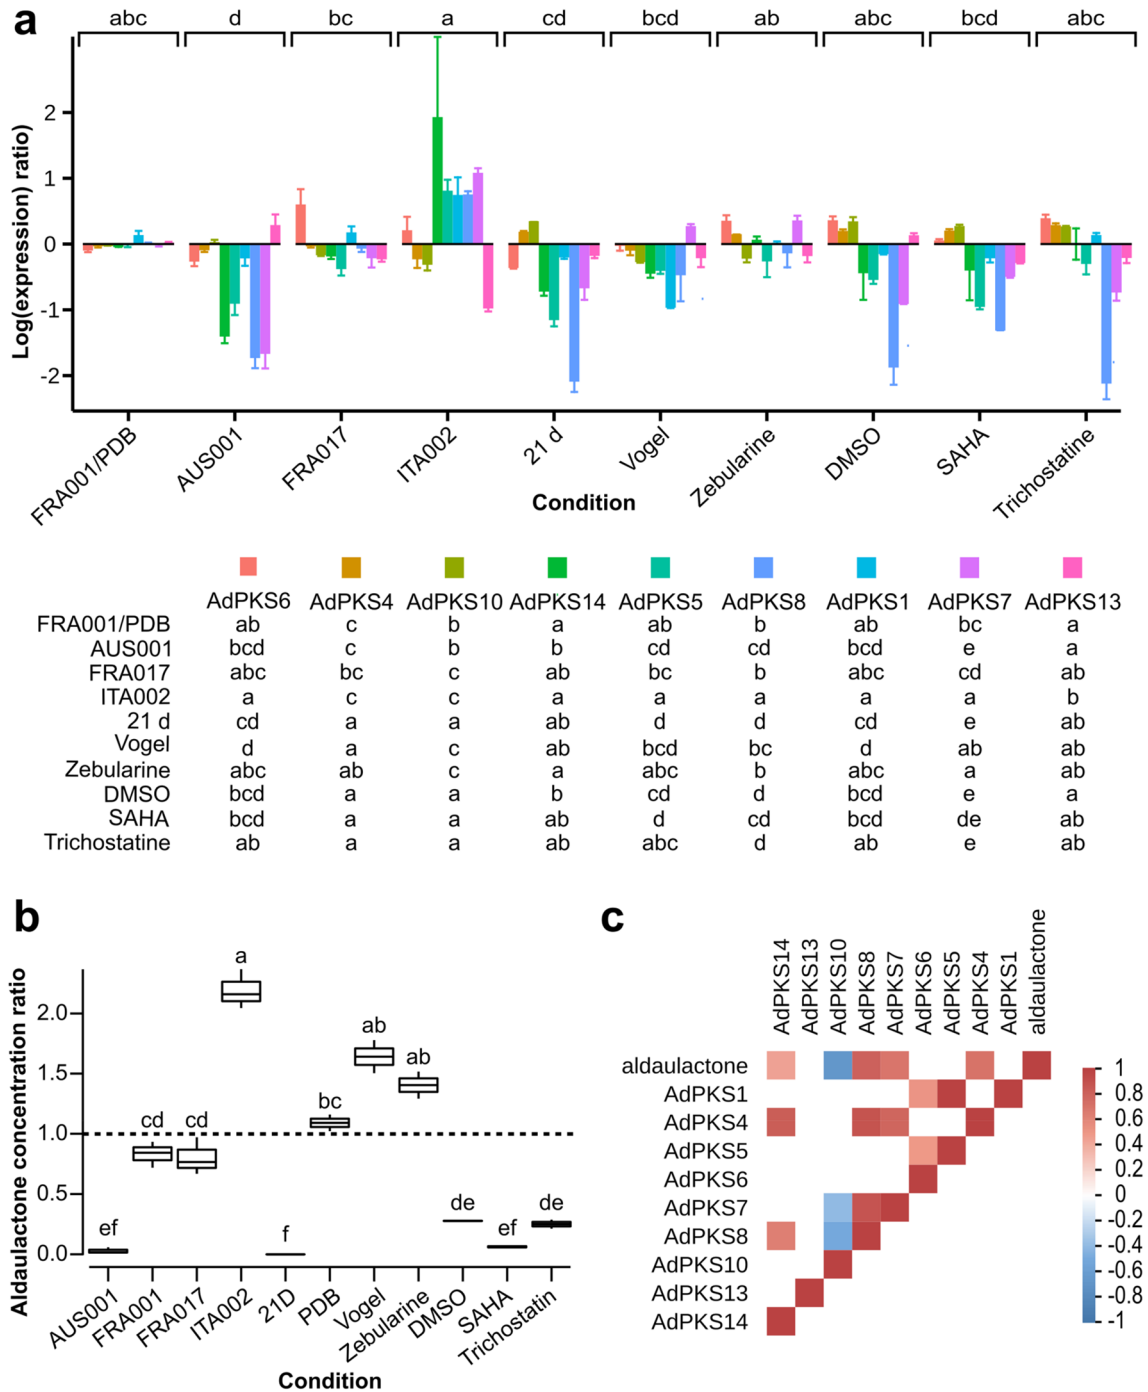 a
abc d bc a cd bcd ab abc bcd abc
Log(expression) ratio)
2
1
0
-1
-2
FRA001/PDB AUS001 FRA017 ITA002 21 d Vogel Zebularine DMSO SAHA Trichostatine
Condition
AdPKS6 AdPKS4 AdPKS10 AdPKS14 AdPKS5 AdPKS8 AdPKS1 AdPKS7 AdPKS13
FRA001/PDB ab c b a ab b ab bc a
AUS001 bcd c b b cd cd bcd e a
FRA017 abc bc c ab bc b abc cd ab
ITA002 a c c a a a a a b
21 d cd a a ab d d cd e ab
Vogel d a c ab bcd bc d ab ab
Zebularine abc ab c a abc b abc a ab
DMSO bcd a a b cd d bcd e a
SAHA bcd a a ab d cd bcd de ab
Trichostatine ab a a ab abc d ab e ab
b
Aldaulactone concentration ratio
2.0
1.5
1.0
0.5
0.0
ef cd cd a f bc ab ab de ef de
AUS001 FRA001 FRA017 ITA002 21D PDB Vogel Zebularine DMSO SAHA Trichostatin
Condition
c
AdPKS14 AdPKS13 AdPKS10 AdPKS8 AdPKS7 AdPKS6 AdPKS5 AdPKS4 AdPKS1 aldaulactone
aldaulactone
AdPKS1
AdPKS4
AdPKS5
AdPKS6
AdPKS7
AdPKS8
AdPKS10
AdPKS13
AdPKS14
1
0.8
0.6
0.4
0.2
0
-0.2
-0.4
-0.6
-0.8
-1